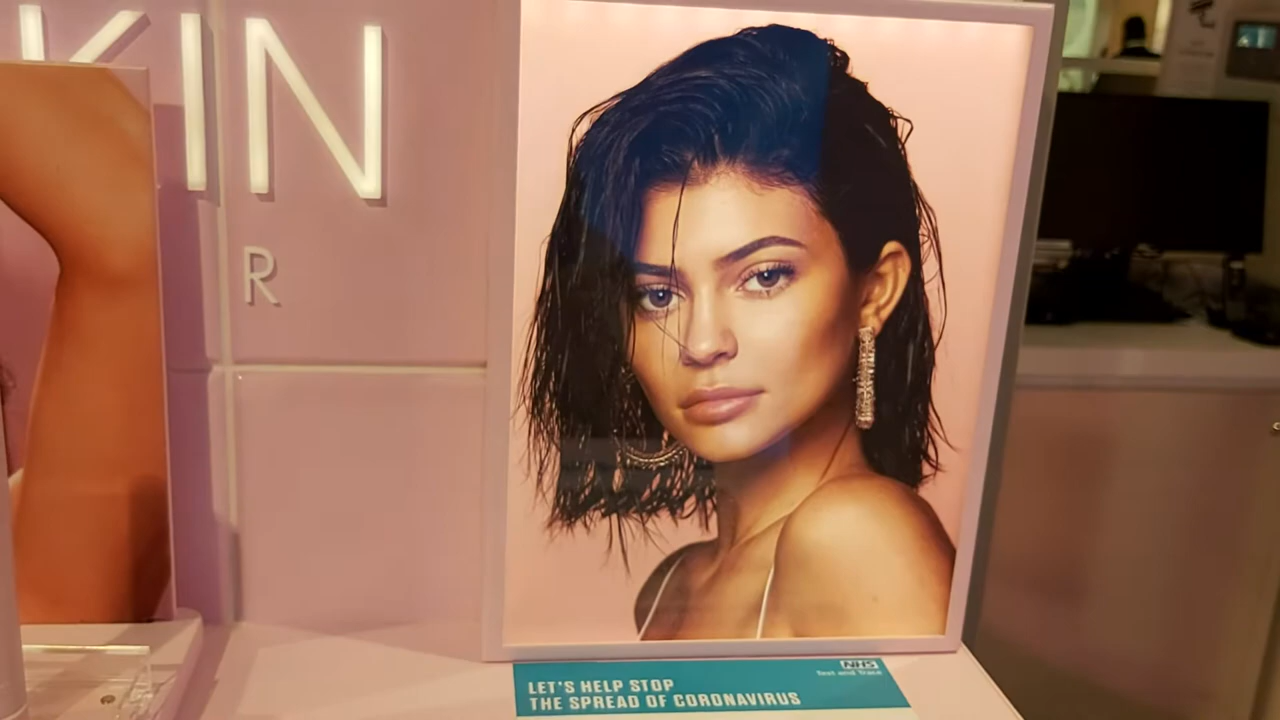 KIN
R
NHS
Test and Trace
LET'S HELP STOP
THE SPREAD OF CORONAVIRUS